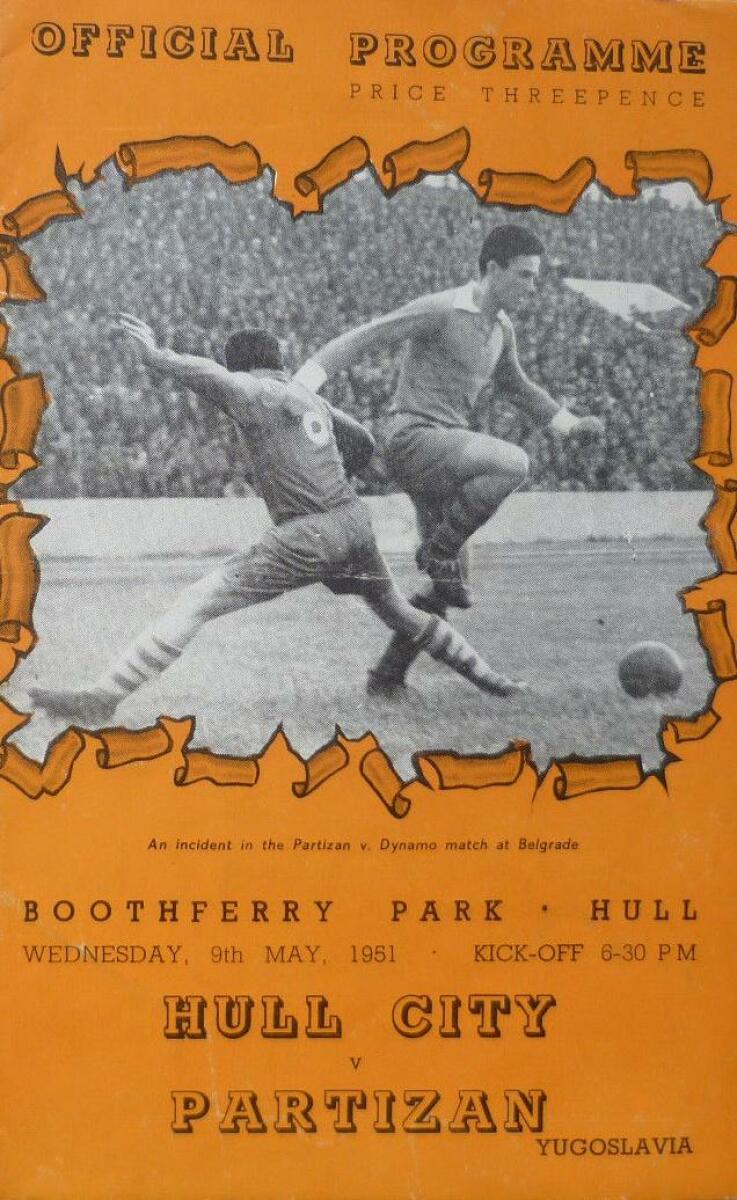 OFFICIAL PROGRAMME
PRICE THREEPENCE
An incident in the Partizan v. Dynamo match at Belgrade
BOOTHFERRY PARK · HULL
WEDNESDAY, 9th MAY, 1951 · KICK-OFF 6-30 PM
HULL CITY
v
PARTIZAN
YUGOSLAVIA